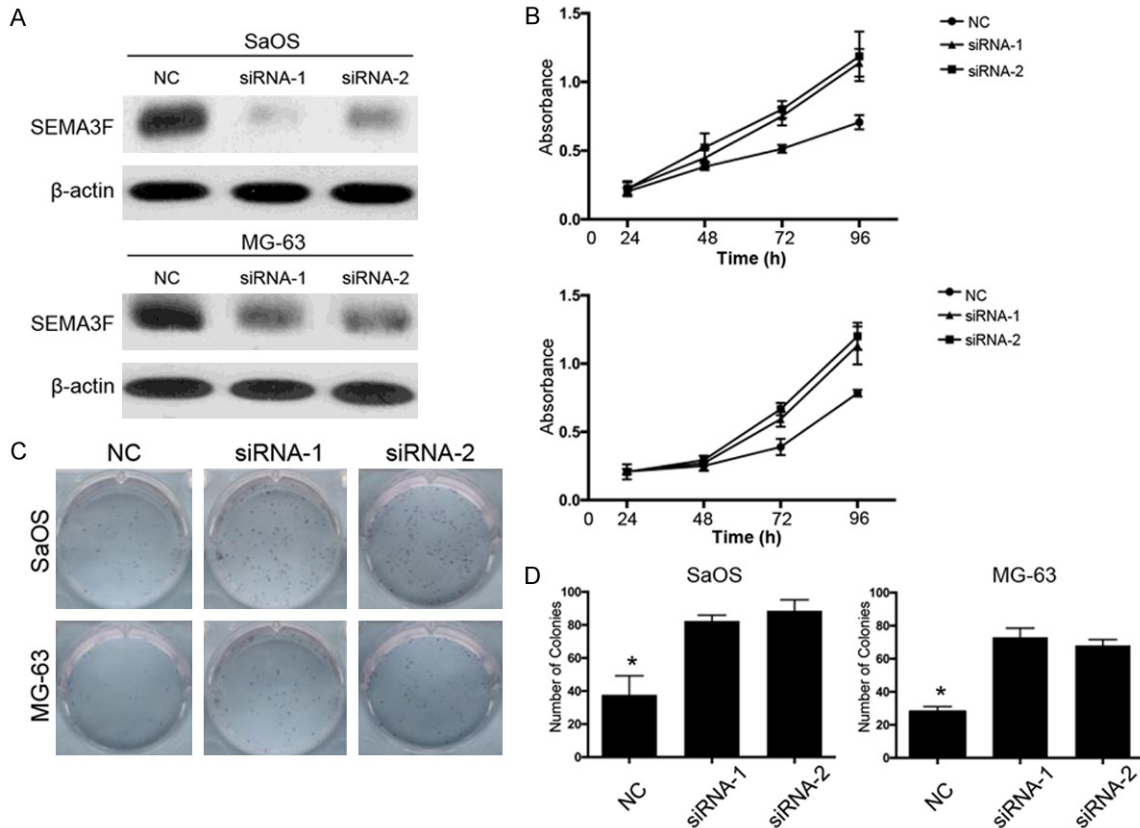 A
SaOS
NC siRNA-1 siRNA-2
SEMA3F
β-actin
MG-63
NC siRNA-1 siRNA-2
SEMA3F
β-actin
B
1.5
1.0
0.5
0.0
Absorbance
0 24 48 72 96
Time (h)
NC
siRNA-1
siRNA-2
1.5
1.0
0.5
0.0
Absorbance
0 24 48 72 96
Time (h)
NC
siRNA-1
siRNA-2
C
NC siRNA-1 siRNA-2
SaOS
MG-63
D
SaOS
100
80
60
40
20
0
Number of Colonies
*
NC siRNA-1 siRNA-2
MG-63
100
80
60
40
20
0
Number of Colonies
*
NC siRNA-1 siRNA-2